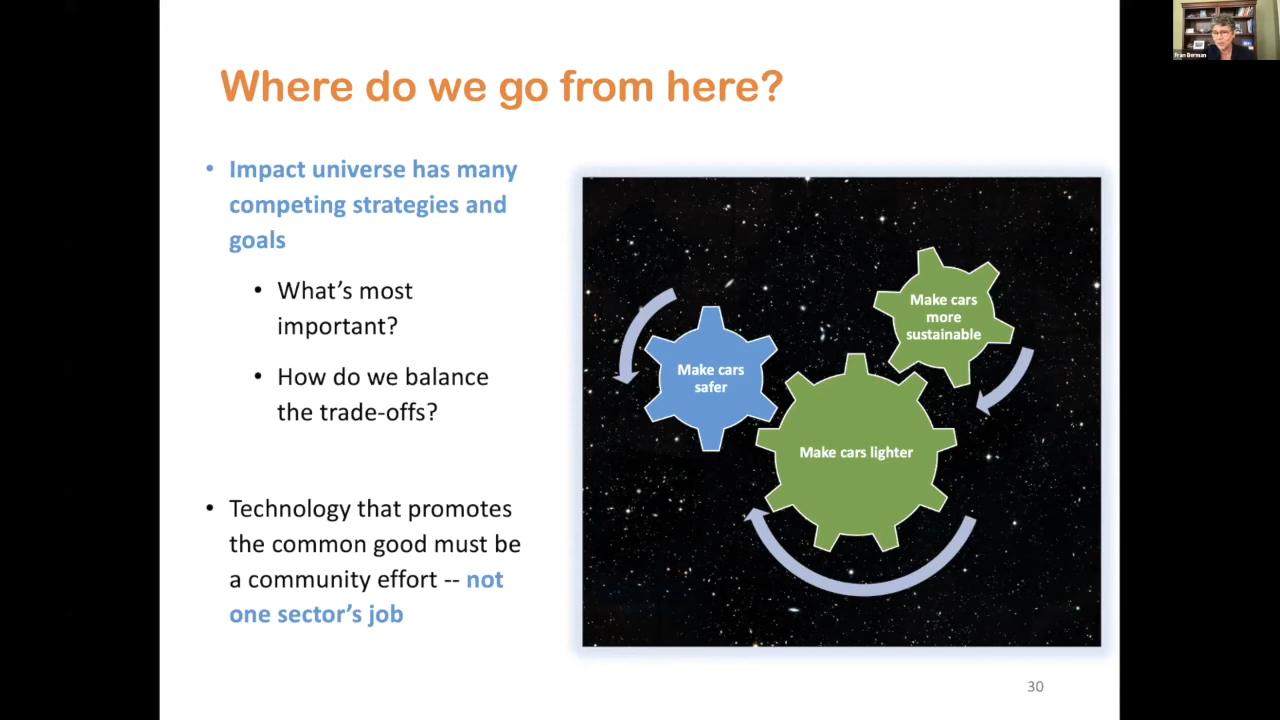 Fran Berman
Where do we go from here?
• Impact universe has many
competing strategies and
goals
• What's most
important?
• How do we balance
the trade-offs?
• Technology that promotes
the common good must be
a community effort -- not
one sector's job
Make cars
more
sustainable
Make cars
safer
Make cars lighter
30